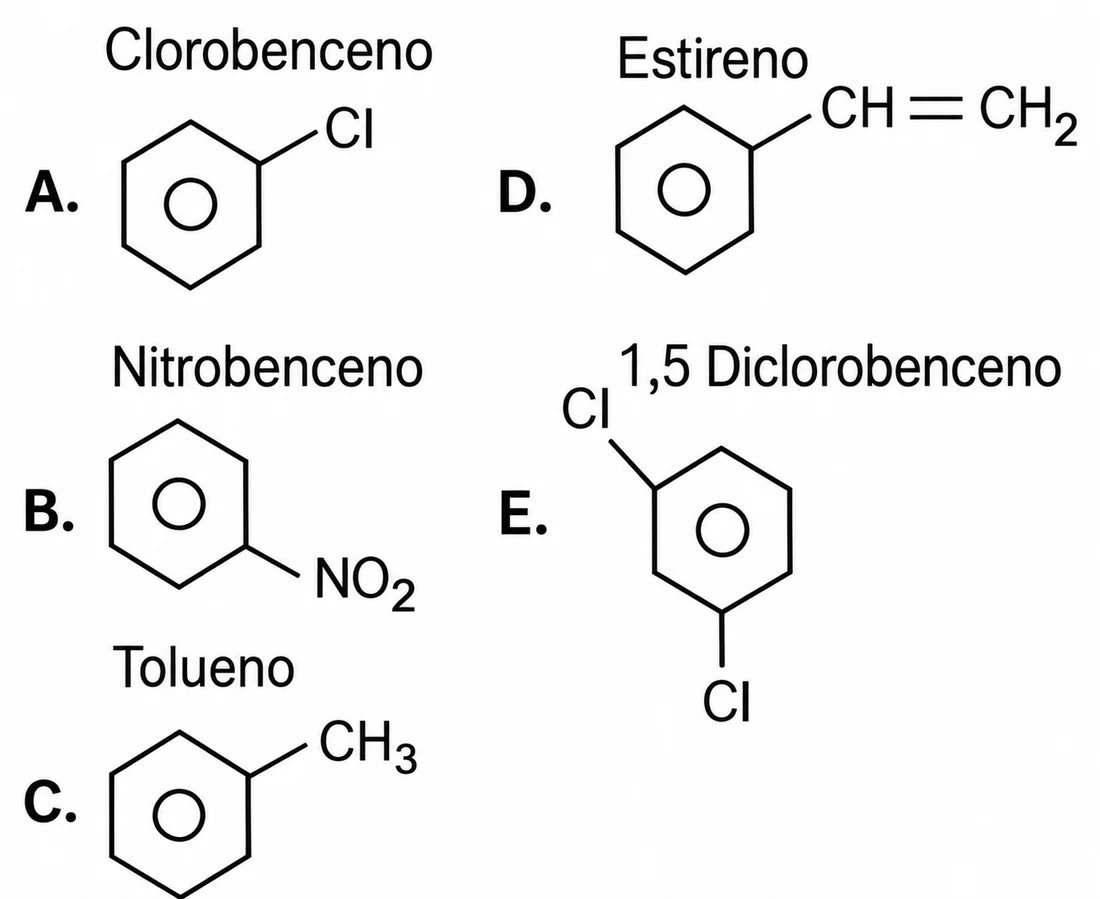 Clorobenceno
A.
Cl
Nitrobenceno
B.
NO₂
Tolueno
C.
CH₃
Estireno
D.
CH=CH₂
1,5 Diclorobenceno
E.
Cl
Cl